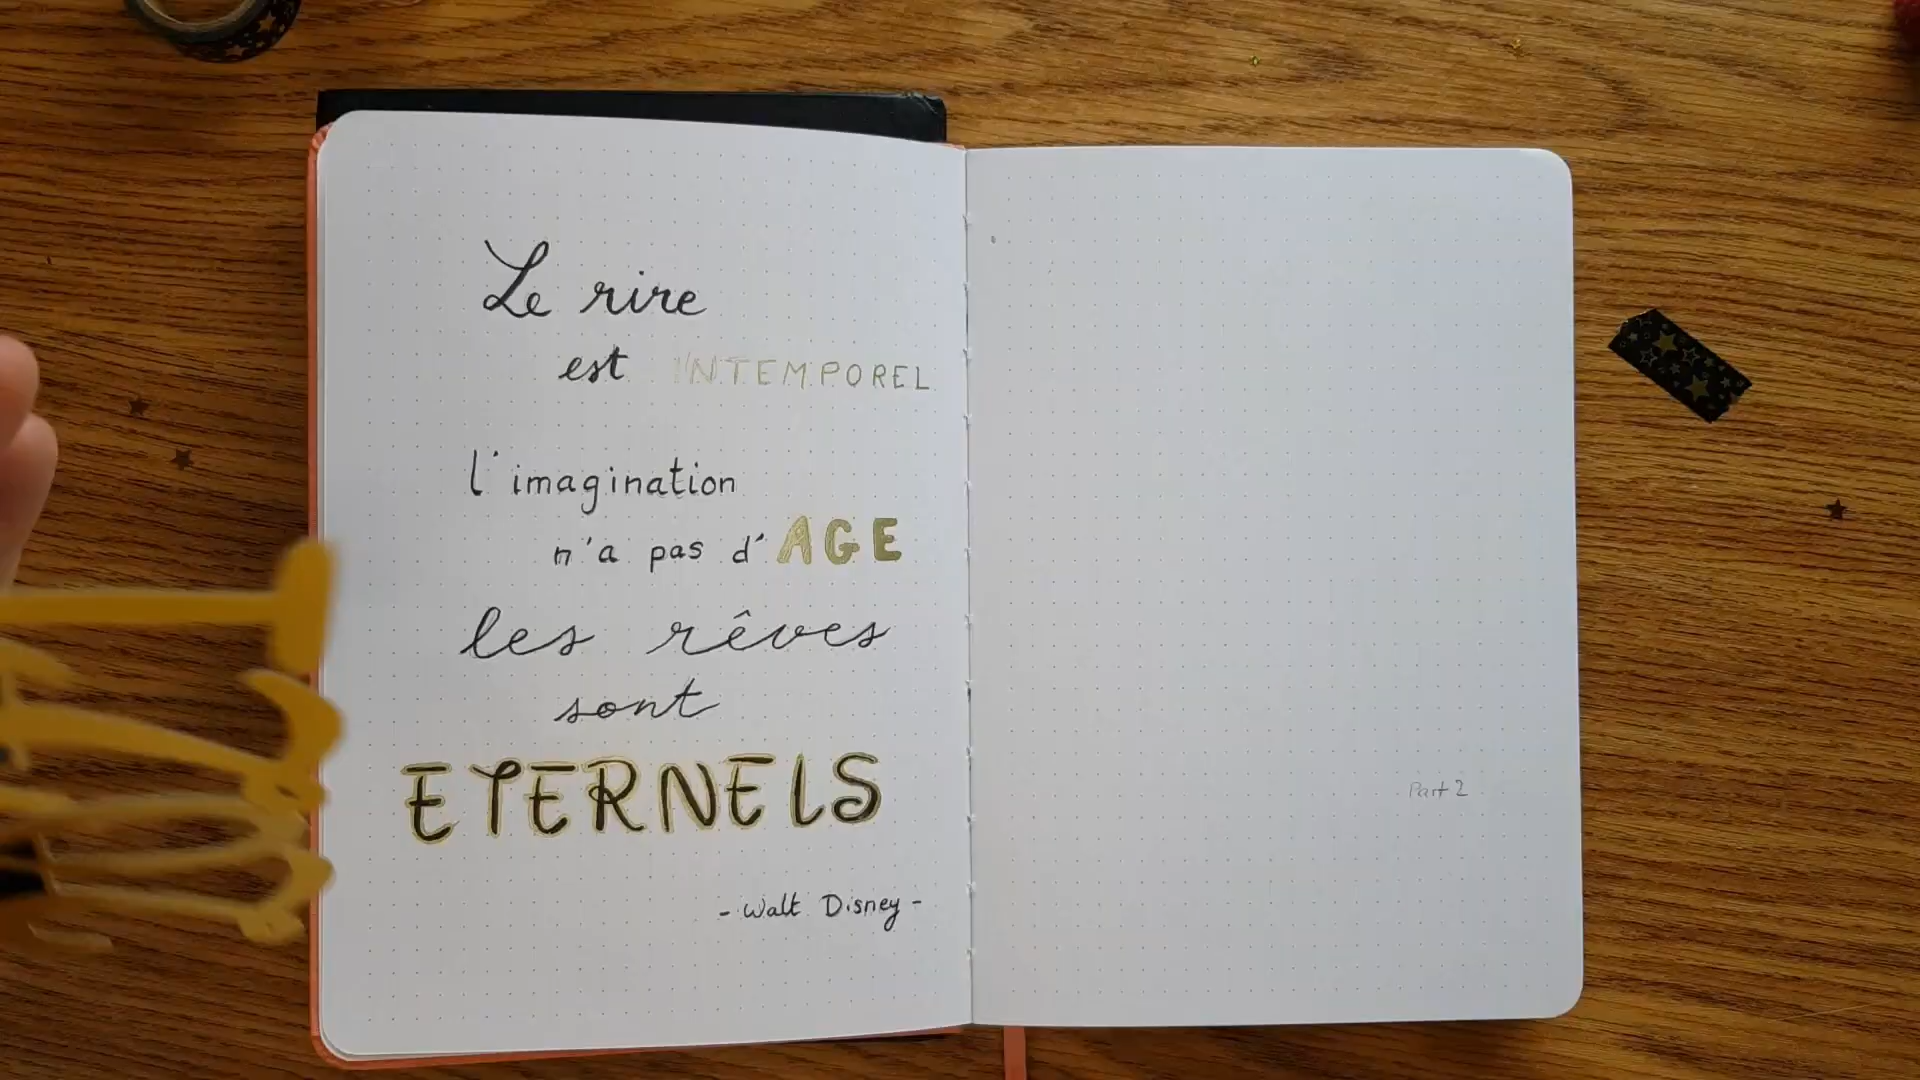 Le rire
est INTEMPOREL
l'imagination
n'a pas d'AGE
les rêves
sont
ETERNELS
- Walt Disney -
Part 2